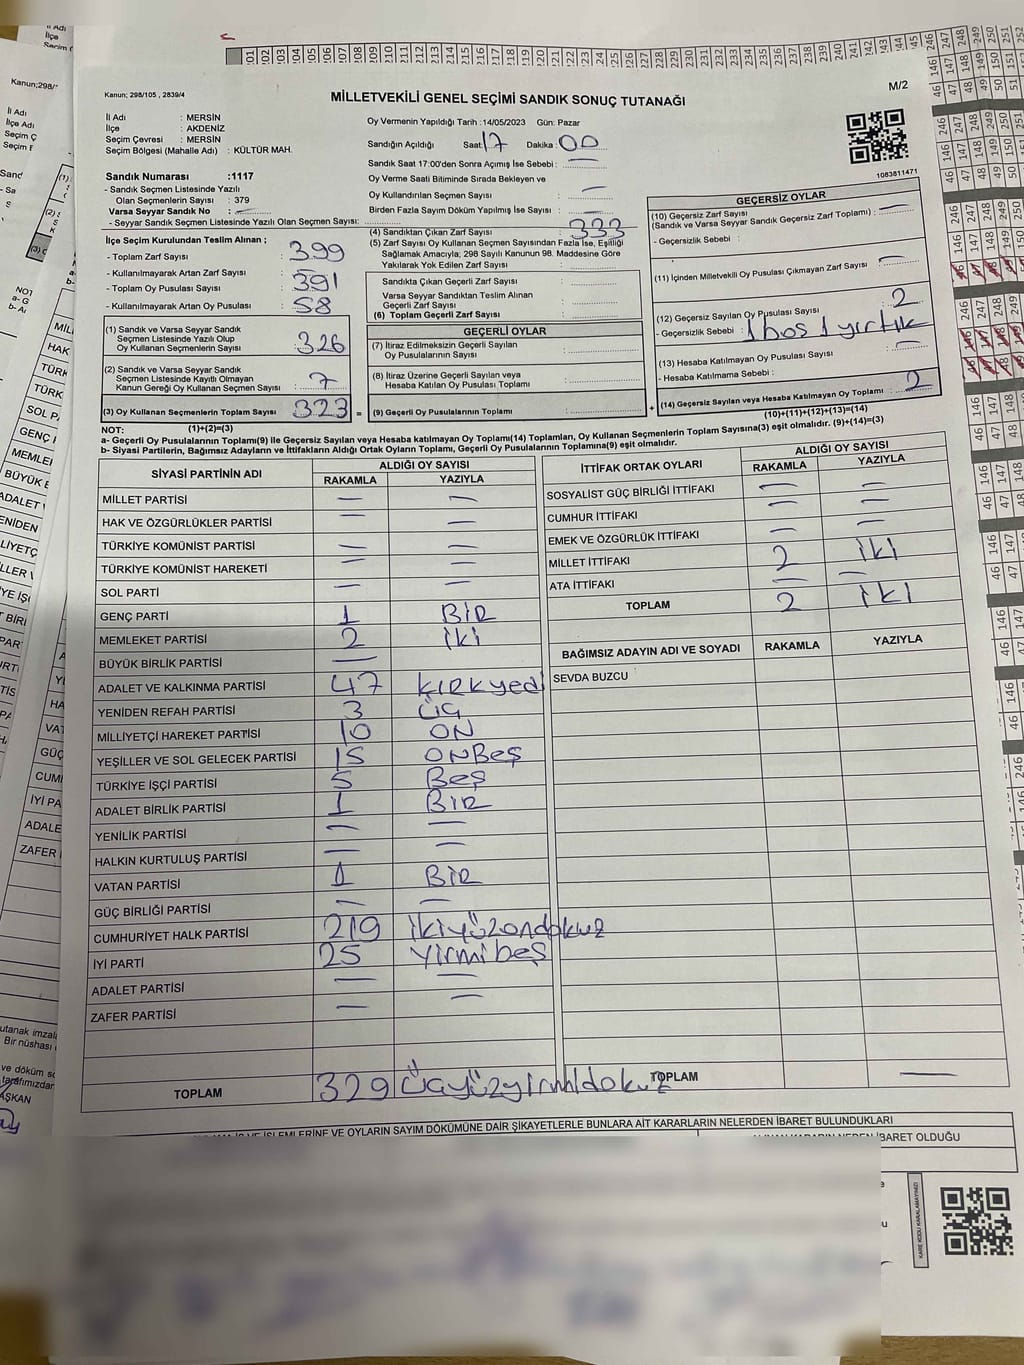 Kanun; 298/105 , 2839/4
M/2
MİLLETVEKİLİ GENEL SEÇİMİ SANDIK SONUÇ TUTANAĞI
İl Adı : MERSİN
İlçe : AKDENİZ
Seçim Çevresi : MERSİN
Seçim Bölgesi (Mahalle Adı) : KÜLTÜR MAH.
Oy Vermenin Yapıldığı Tarih :14/05/2023 Gün: Pazar
Sandığın Açıldığı Saat: 17 Dakika: 00
Sandık Saat 17:00'den Sonra Açımış İse Sebebi : —
Oy Verme Saati Bitiminde Sırada Bekleyen ve
Oy Kullandırılan Seçmen Sayısı : —
Birden Fazla Sayım Döküm Yapılmış İse Sayısı : —
1083811471
Sandık Numarası :1117
- Sandık Seçmen Listesinde Yazılı
Olan Seçmenlerin Sayısı : 379
Varsa Seyyar Sandık No : —
- Seyyar Sandık Seçmen Listesinde Yazılı Olan Seçmen Sayısı:
İlçe Seçim Kurulundan Teslim Alınan ;
- Toplam Zarf Sayısı : 399
- Kullanılmayarak Artan Zarf Sayısı : —
- Toplam Oy Pusulası Sayısı : 391
- Kullanılmayarak Artan Oy Pusulası : 58
(1) Sandık ve Varsa Seyyar Sandık
Seçmen Listesinde Yazılı Olup
Oy Kullanan Seçmenlerin Sayısı : 326
(2) Sandık ve Varsa Seyyar Sandık
Seçmen Listesinde Kayıtlı Olmayan
Kanun Gereği Oy Kullanan Seçmen Sayısı : 7
(3) Oy Kullanan Seçmenlerin Toplam Sayısı 323 =
(4) Sandıktan Çıkan Zarf Sayısı : 333
(5) Zarf Sayısı Oy Kullanan Seçmen Sayısından Fazla İse, Eşitliği
Sağlamak Amacıyla; 298 Sayılı Kanunun 98. Maddesine Göre
Yakılarak Yok Edilen Zarf Sayısı :
Sandıkta Çıkan Geçerli Zarf Sayısı :
Varsa Seyyar Sandıktan Teslim Alınan
Geçerli Zarf Sayısı :
(6) Toplam Geçerli Zarf Sayısı :
GEÇERLİ OYLAR
(7) İtiraz Edilmeksizin Geçerli Sayılan
Oy Pusulalarının Sayısı :
(8) İtiraz Üzerine Geçerli Sayılan veya
Hesaba Katılan Oy Pusulası Toplamı :
(9) Geçerli Oy Pusulalarının Toplamı : +
GEÇERSİZ OYLAR
(10) Geçersiz Zarf Sayısı
(Sandık ve Varsa Seyyar Sandık Geçersiz Zarf Toplamı) : —
- Geçersizlik Sebebi :
(11) İçinden Milletvekili Oy Pusulası Çıkmayan Zarf Sayısı : —
(12) Geçersiz Sayılan Oy Pusulası Sayısı : 2
- Geçersizlik Sebebi : 1 boş 1 yırtık
(13) Hesaba Katılmayan Oy Pusulası Sayısı : —
- Hesaba Katılmama Sebebi :
(14) Geçersiz Sayılan veya Hesaba Katılmayan Oy Toplamı : 2
(10)+(11)+(12)+(13)=(14)
NOT: (1)+(2)=(3)
a- Geçerli Oy Pusulalarının Toplamı(9) ile Geçersiz Sayılan veya Hesaba katılmayan Oy Toplamı(14) Toplamları, Oy Kullanan Seçmenlerin Toplam Sayısına(3) eşit olmalıdır. (9)+(14)=(3)
b- Siyasi Partilerin, Bağımsız Adayların ve İttifakların Aldığı Ortak Oyların Toplamı, Geçerli Oy Pusulalarının Toplamına(9) eşit olmalıdır.
SİYASİ PARTİNİN ADI ALDIĞI OY SAYISI
RAKAMLA YAZIYLA
MİLLET PARTİSİ — —
HAK VE ÖZGÜRLÜKLER PARTİSİ — —
TÜRKİYE KOMÜNİST PARTİSİ — —
TÜRKİYE KOMÜNİST HAREKETİ — —
SOL PARTİ — —
GENÇ PARTİ 1 BİR
MEMLEKET PARTİSİ 2 İKİ
BÜYÜK BİRLİK PARTİSİ —
ADALET VE KALKINMA PARTİSİ 47 KIRKyedi
YENİDEN REFAH PARTİSİ 3 ÜÇ
MİLLİYETÇİ HAREKET PARTİSİ 10 ON
YEŞİLLER VE SOL GELECEK PARTİSİ 15 ONBEŞ
TÜRKİYE İŞÇİ PARTİSİ 5 BEŞ
ADALET BİRLİK PARTİSİ 1 BİR
YENİLİK PARTİSİ — —
HALKIN KURTULUŞ PARTİSİ — —
VATAN PARTİSİ 1 BİR
GÜÇ BİRLİĞİ PARTİSİ — —
CUMHURİYET HALK PARTİSİ 219 ikiyüzondokuz
İYİ PARTİ 25 yirmibeş
ADALET PARTİSİ — —
ZAFER PARTİSİ — —
TOPLAM 329 Üçyüzyirmidokuz
İTTİFAK ORTAK OYLARI ALDIĞI OY SAYISI
RAKAMLA YAZIYLA
SOSYALİST GÜÇ BİRLİĞİ İTTİFAKI — —
CUMHUR İTTİFAKI — —
EMEK VE ÖZGÜRLÜK İTTİFAKI — —
MİLLET İTTİFAKI 2 İKİ
ATA İTTİFAKI — —
TOPLAM 2 İKİ
BAĞIMSIZ ADAYIN ADI VE SOYADI RAKAMLA YAZIYLA
SEVDA BUZCU
TOPLAM —
İŞLEMLERİNE VE OYLARIN SAYIM DÖKÜMÜNE DAİR ŞİKAYETLERLE BUNLARA AİT KARARLARIN NELERDEN İBARET BULUNDUKLARI
İBARET OLDUĞU
KARE KODU KARALAMAYINIZ!